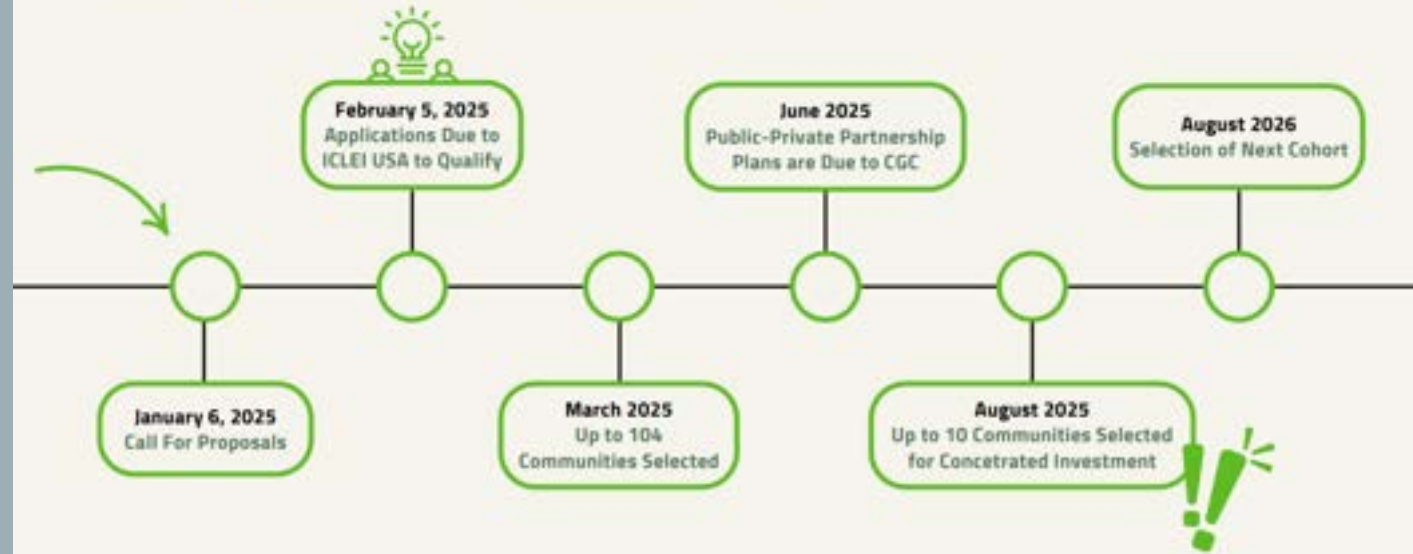 January 6, 2025
Call For Proposals
February 5, 2025
Applications Due to
ICLEI USA to Qualify
March 2025
Up to 104
Communities Selected
June 2025
Public-Private Partnership
Plans are Due to CGC
August 2025
Up to 10 Communities Selected
for Concetrated Investment
August 2026
Selection of Next Cohort